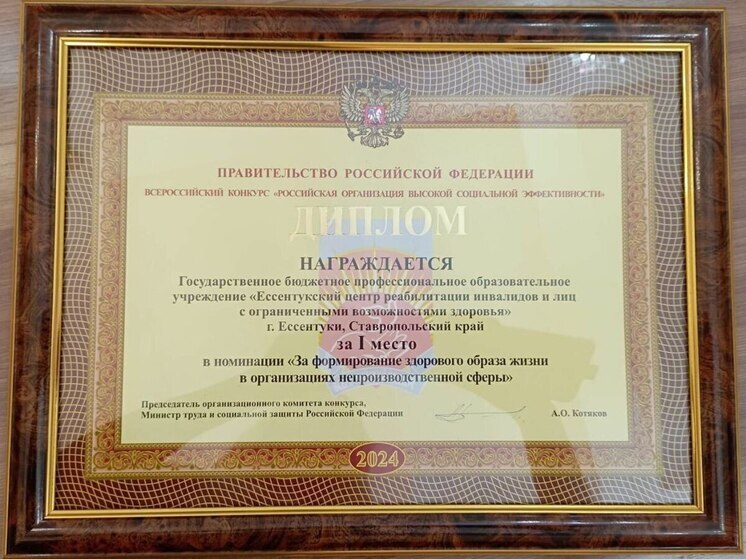 ПРАВИТЕЛЬСТВО РОССИЙСКОЙ ФЕДЕРАЦИИ
ВСЕРОССИЙСКИЙ КОНКУРС «РОССИЙСКАЯ ОРГАНИЗАЦИЯ ВЫСОКОЙ СОЦИАЛЬНОЙ ЭФФЕКТИВНОСТИ»
ДИПЛОМ
НАГРАЖДАЕТСЯ
Государственное бюджетное профессиональное образовательное
учреждение «Ессентукский центр реабилитации инвалидов и лиц
с ограниченными возможностями здоровья»
г. Ессентуки, Ставропольский край
за I место
в номинации «За формирование здорового образа жизни
в организациях непроизводственной сферы»
Председатель организационного комитета конкурса,
Министр труда и социальной защиты Российской Федерации
А.О. Котяков
2024